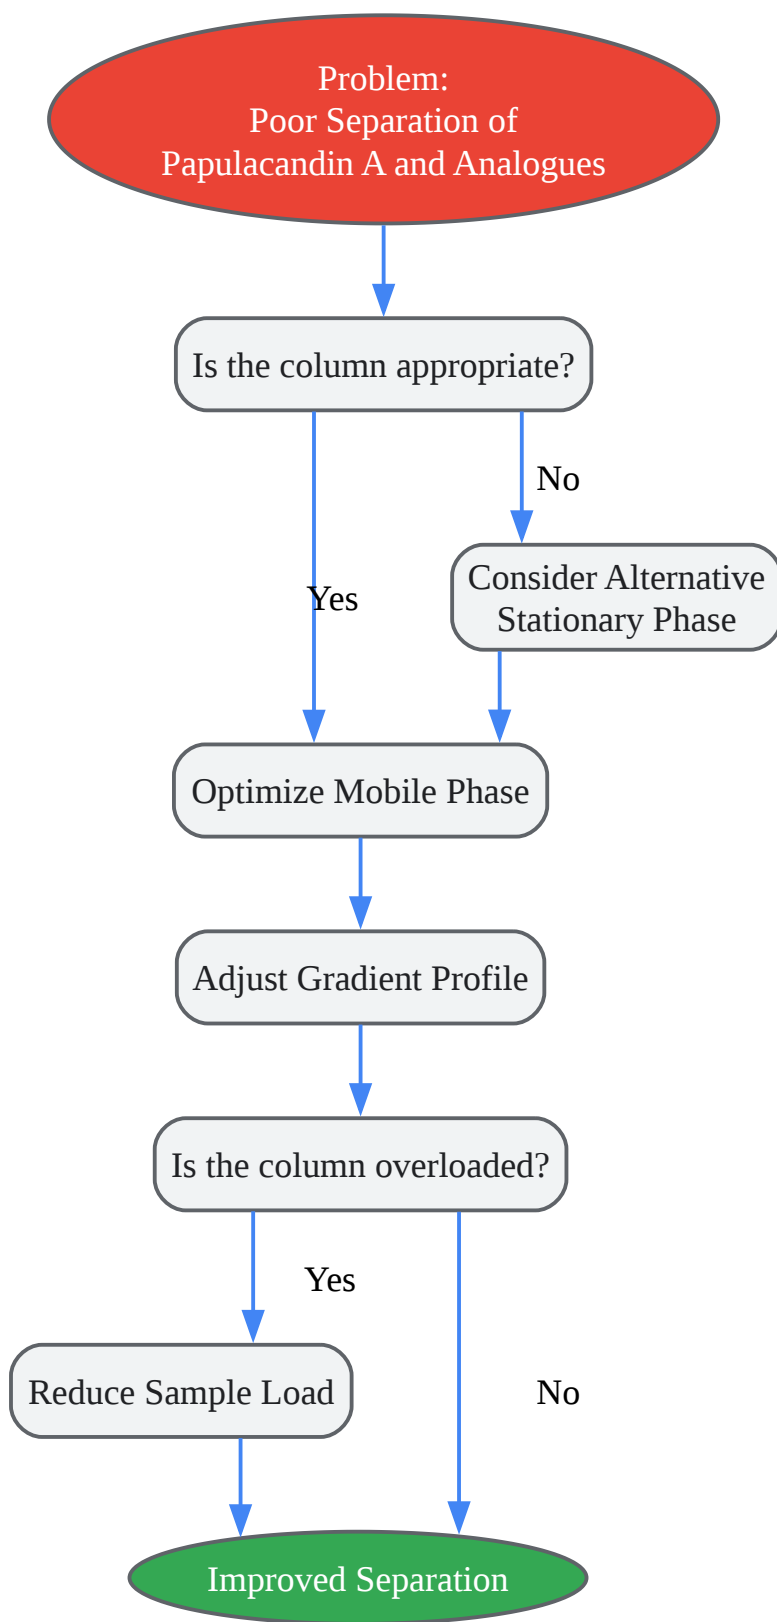 Problem:
Poor Separation of
Papulacandin A and Analogues
Is the column appropriate?
No
Consider Alternative
Stationary Phase
Yes
Optimize Mobile Phase
Adjust Gradient Profile
Is the column overloaded?
Yes
Reduce Sample Load
No
Improved Separation